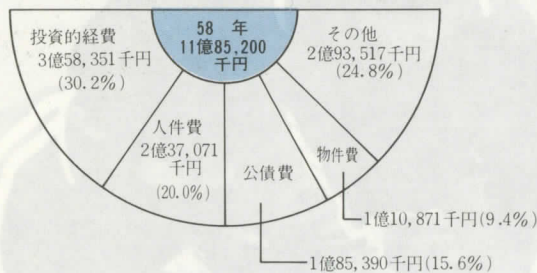 58 年
11億85,200
千円
投資的経費
3億58,351千円
(30.2%)
人件費
2億37,071
千円
(20.0%)
公債費
1億85,390千円(15.6%)
物件費
1億10,871千円(9.4%)
その他
2億93,517千円
(24.8%)